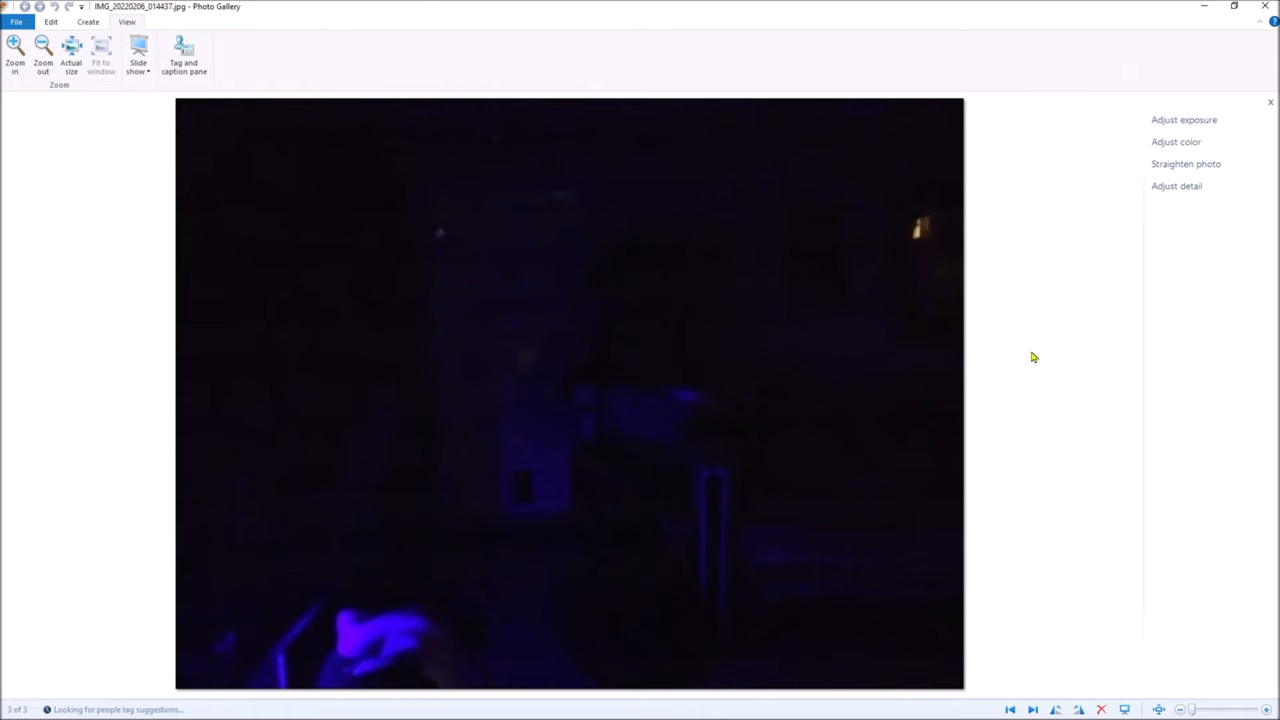 IMG_20220206_014437.jpg - Photo Gallery
File Edit Create View
Zoom in
Zoom out
Actual size
Fit to window
Slide show
Tag and caption pane
Zoom
Adjust exposure
Adjust color
Straighten photo
Adjust detail
3 of 3 Looking for people tag suggestions...